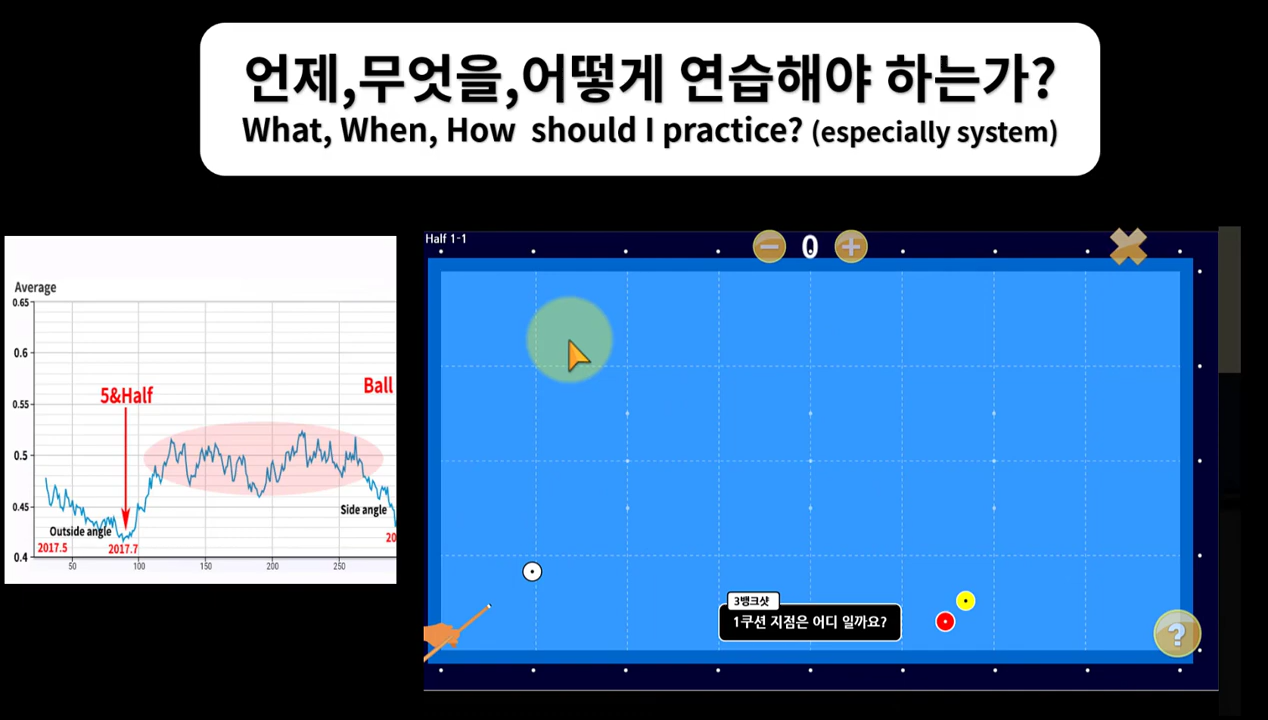 언제,무엇을,어떻게 연습해야 하는가?
What, When, How should I practice? (especially system)
Average
0.65
0.6
0.55
0.5
0.45
0.4
5&Half
Ball
Outside angle
Side angle
2017.5
2017.7
20
50
100
150
200
250
Half 1-1
0
3뱅크샷
1쿠션 지점은 어디 일까요?
?